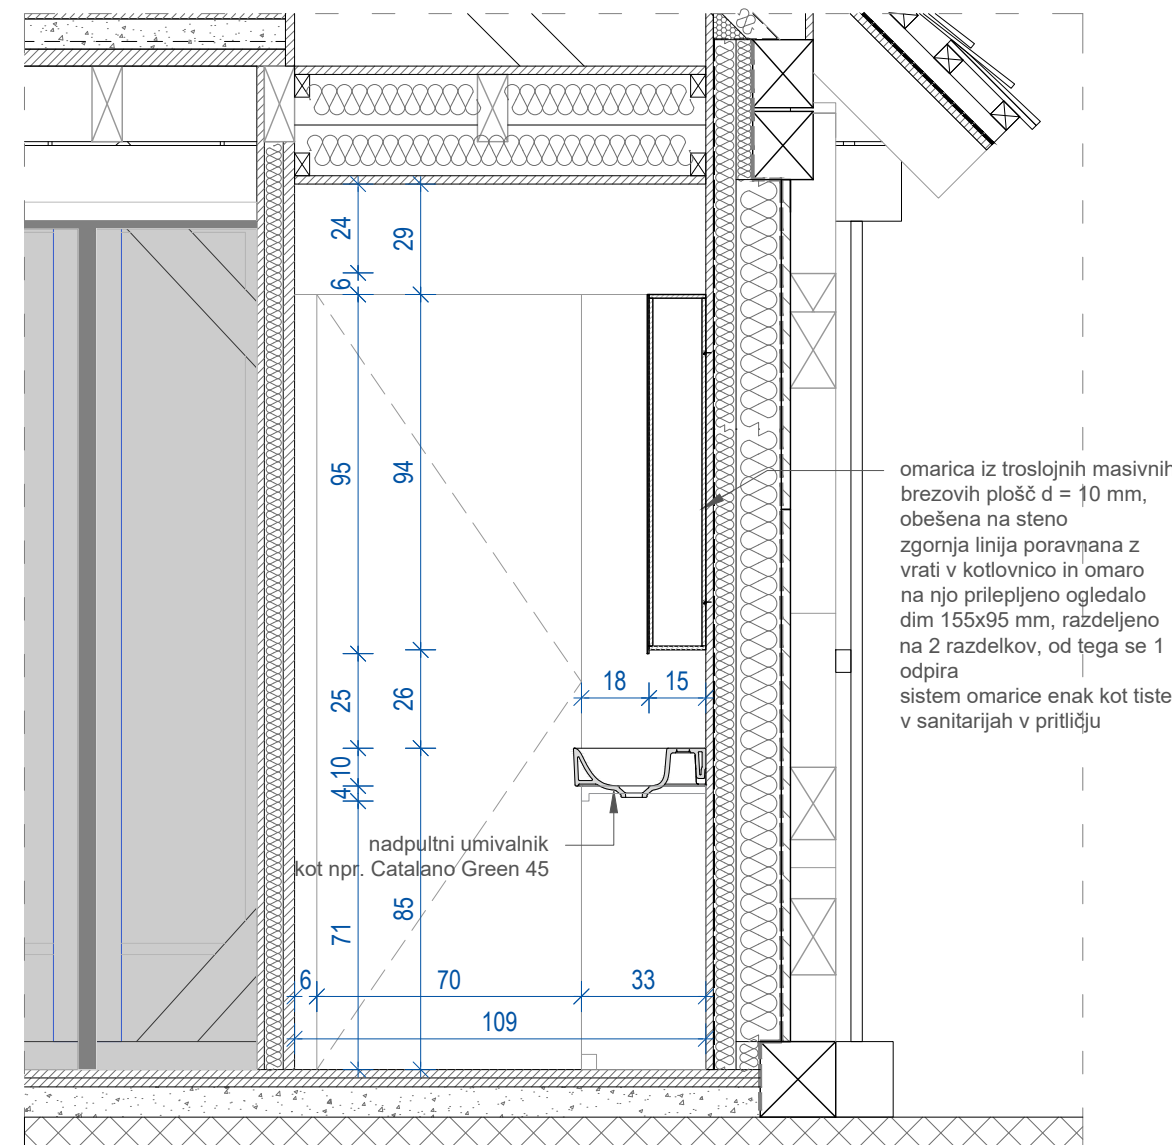 24
29
6
95
94
omarica iz troslojnih masivnih
brezovih plošč d = 10 mm,
obešena na steno
zgornja linija poravnana z
vrati v kotlovnico in omaro
na njo prilepljeno ogledalo
dim 155x95 mm, razdeljeno
na 2 razdelkov, od tega se 1
odpira
sistem omarice enak kot tiste
v sanitarijah v pritličju
18
15
25
26
10
4
nadpultni umivalnik
kot npr. Catalano Green 45
71
85
6
70
33
109